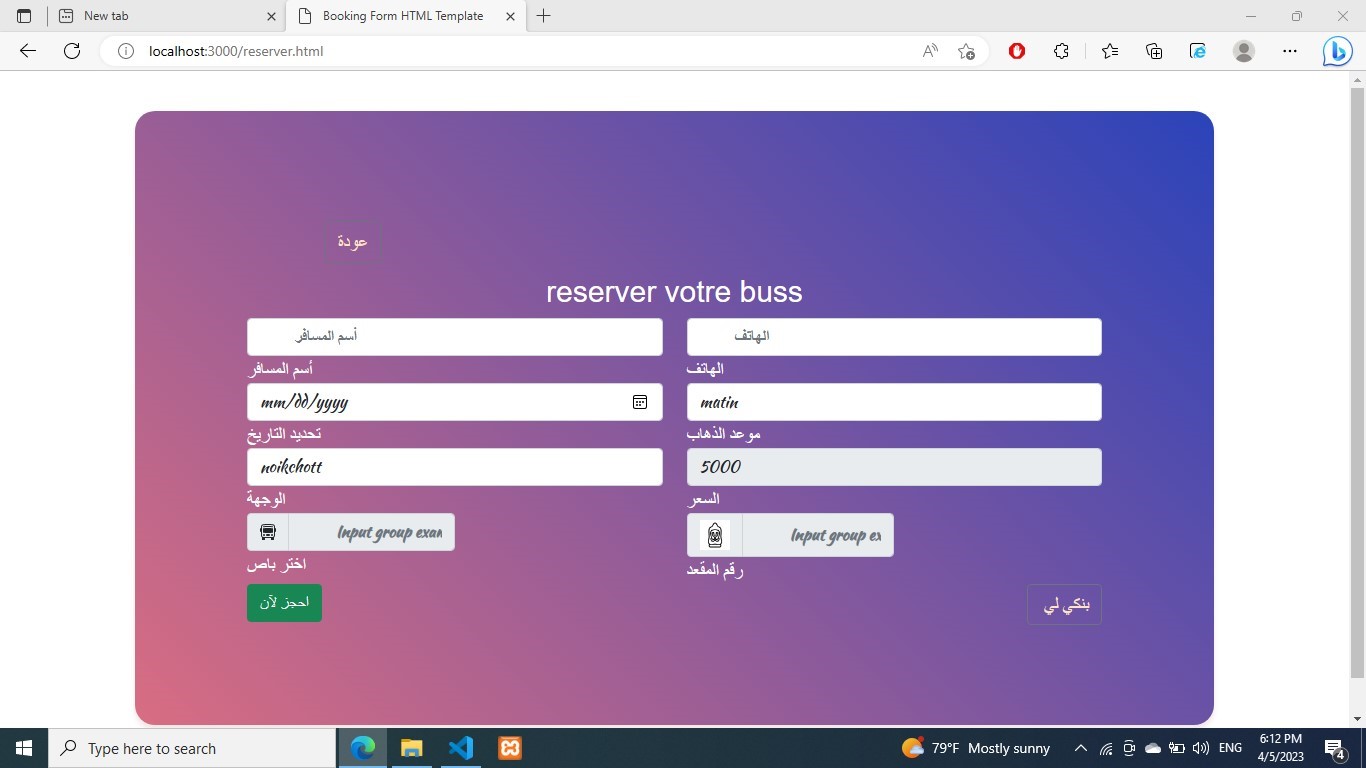 New tab
Booking Form HTML Template
localhost:3000/reserver.html
عودة
reserver votre buss
أسم المسافر
الهاتف
أسم المسافر
الهاتف
mm/dd/yyyy
matin
تحديد التاريخ
موعد الذهاب
noikchott
5000
الوجهة
السعر
Input group exam
Input group ex
اختر باص
رقم المقعد
احجز لآن
بنكي لي
Type here to search
79°F Mostly sunny
ENG
6:12 PM
4/5/2023
4